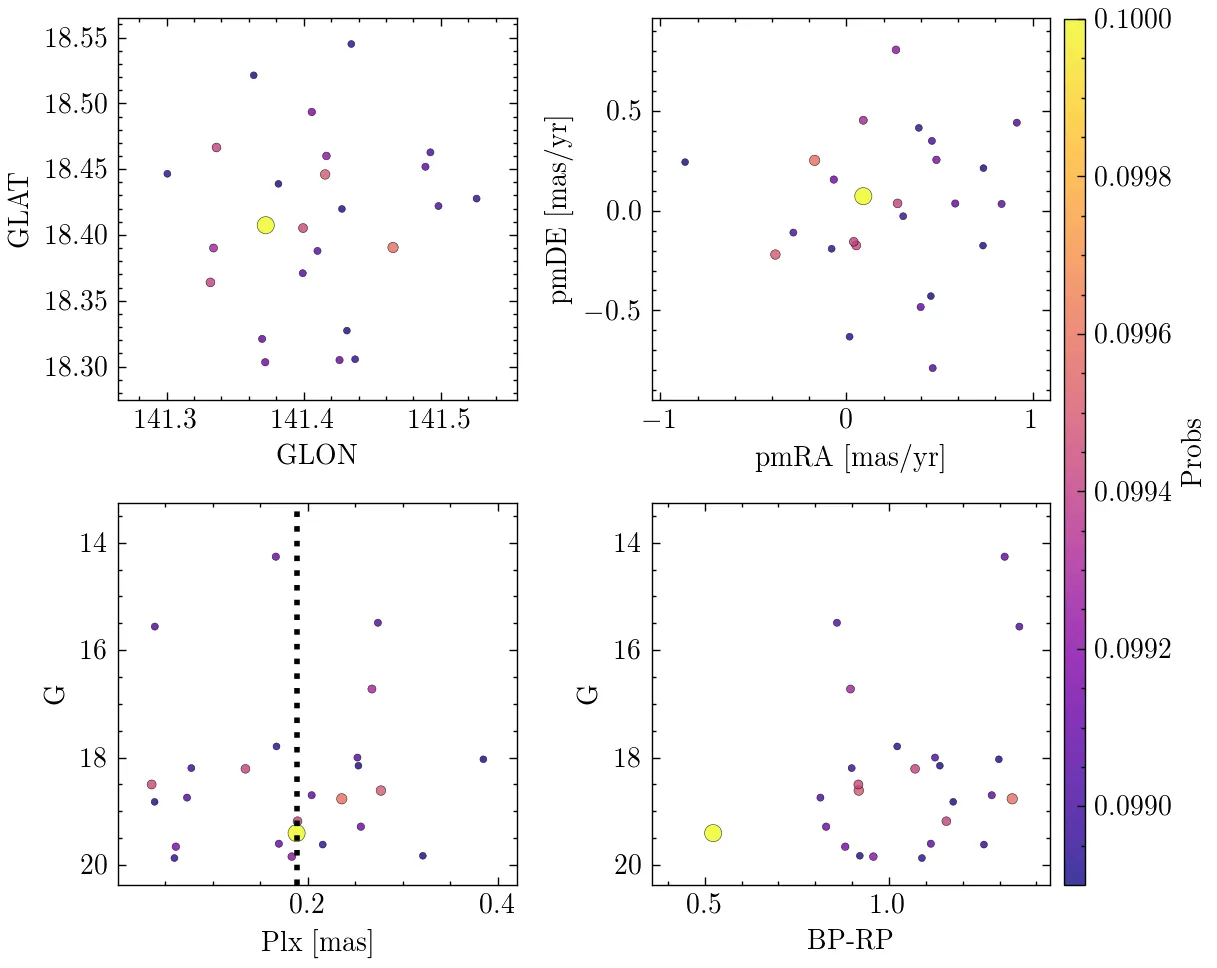 18.55
18.50
18.45
18.40
18.35
18.30
GLAT
141.3 141.4 141.5
GLON
0.5
0.0
−0.5
pmDE [mas/yr]
−1 0 1
pmRA [mas/yr]
14
16
18
20
G
0.2 0.4
Plx [mas]
14
16
18
20
G
0.5 1.0
BP-RP
0.1000
0.0998
0.0996
0.0994
0.0992
0.0990
Probs